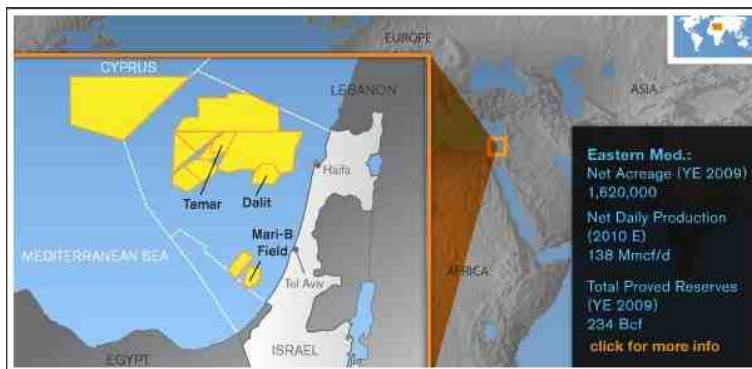 EUROPE
ASIA
AFRICA
CYPRUS
LEBANON
Haifa
Tamar
Dalit
Mari-B
Field
MEDITERRANEAN SEA
Tel Aviv
EGYPT
ISRAEL
Eastern Med.:
Net Acreage (YE 2009)
1,620,000
Net Daily Production
(2010 E)
138 Mmcf/d
Total Proved Reserves
(YE 2009)
234 Bcf
click for more info